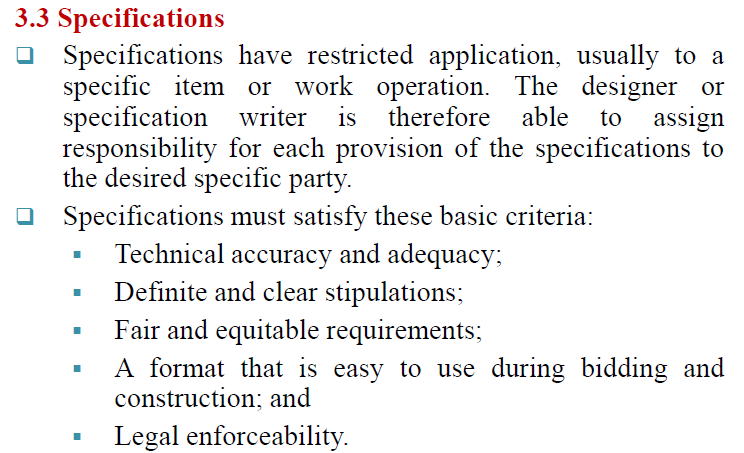 3.3 Specifications
❑ Specifications have restricted application, usually to a
specific item or work operation. The designer or
specification writer is therefore able to assign
responsibility for each provision of the specifications to
the desired specific party.
❑ Specifications must satisfy these basic criteria:
▪ Technical accuracy and adequacy;
▪ Definite and clear stipulations;
▪ Fair and equitable requirements;
▪ A format that is easy to use during bidding and
construction; and
▪ Legal enforceability.